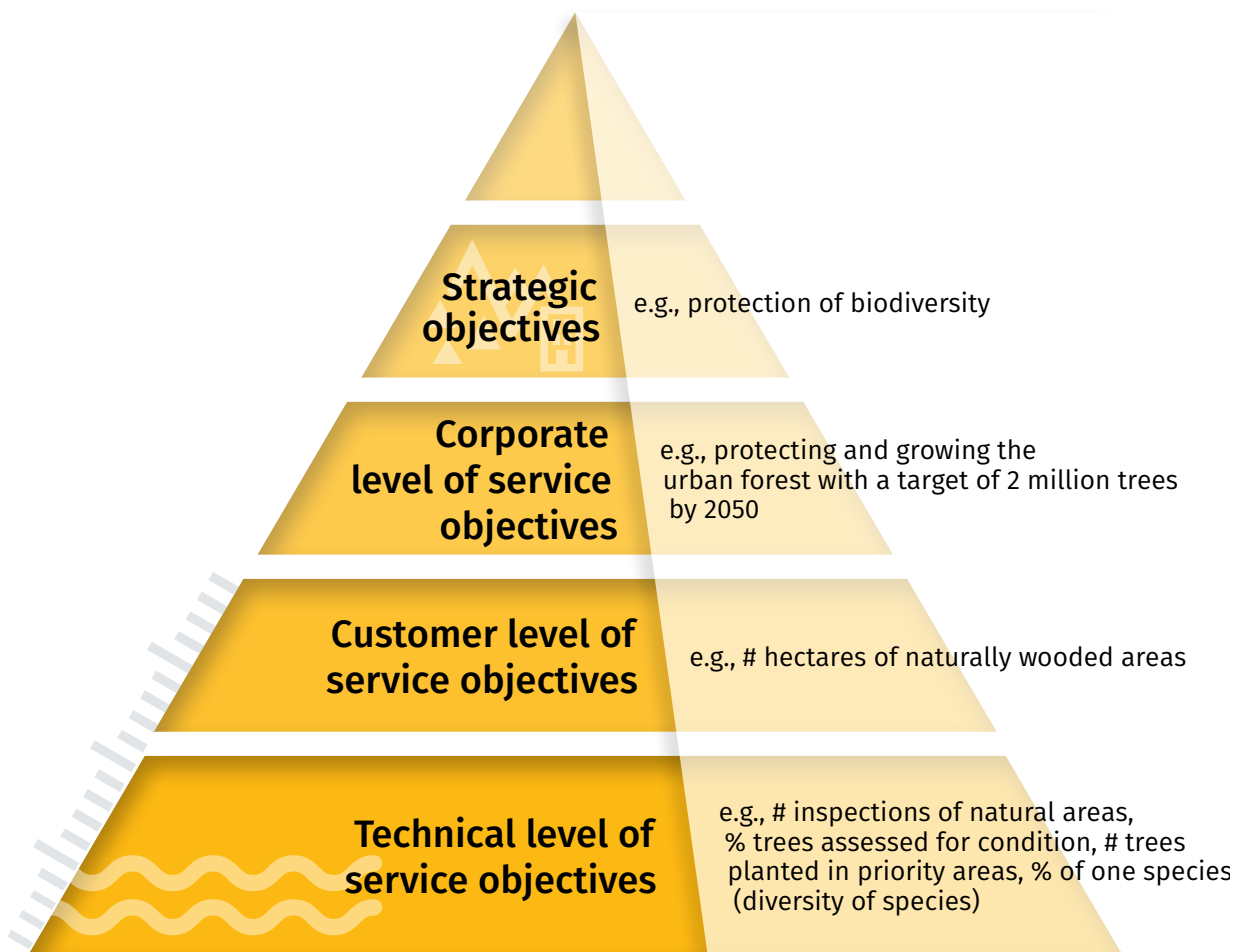 Strategic
objectives
e.g., protection of biodiversity
Corporate
level of service
objectives
e.g., protecting and growing the
urban forest with a target of 2 million trees
by 2050
Customer level of
service objectives
e.g., # hectares of naturally wooded areas
Technical level of
service objectives
e.g., # inspections of natural areas,
% trees assessed for condition, # trees
planted in priority areas, % of one species
(diversity of species)